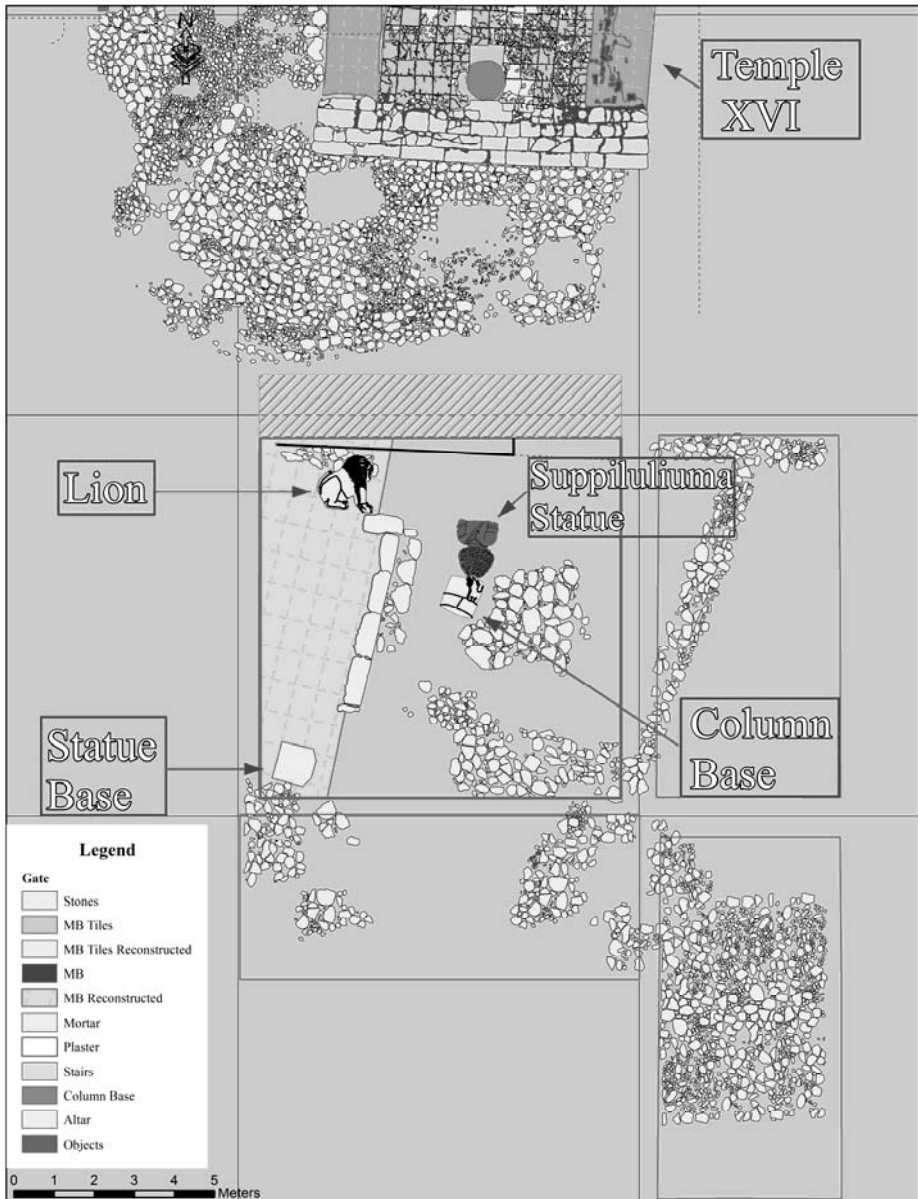 N
Temple
XVI
Lion
Suppiluliuma
Statue
Statue
Base
Column
Base
Legend
Gate
Stones
MB Tiles
MB Tiles Reconstructed
MB
MB Reconstructed
Mortar
Plaster
Stairs
Column Base
Altar
Objects
0 1 2 3 4 5
Meters